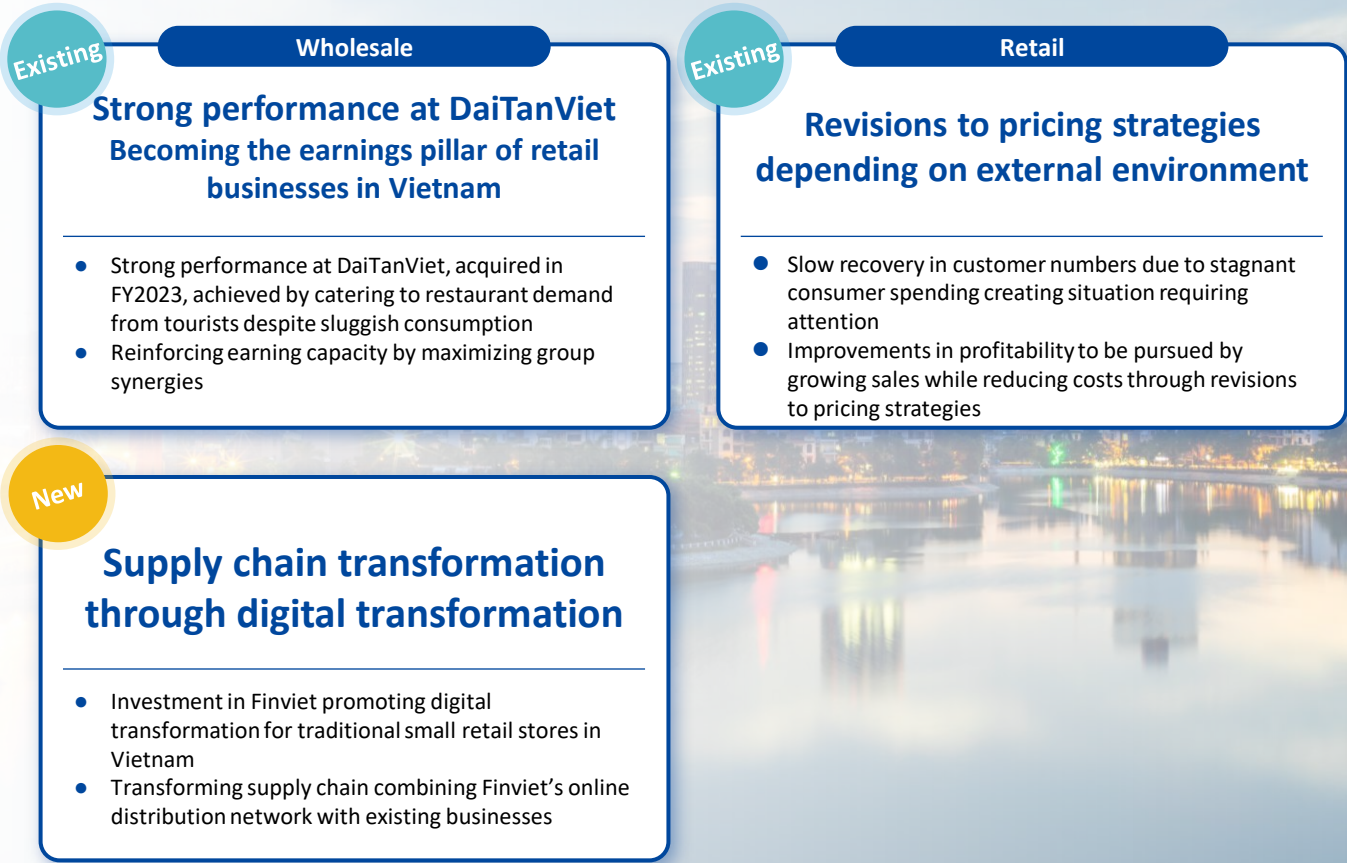 Existing
Wholesale
Strong performance at DaiTanViet
Becoming the earnings pillar of retail
businesses in Vietnam
● Strong performance at DaiTanViet, acquired in
FY2023, achieved by catering to restaurant demand
from tourists despite sluggish consumption
● Reinforcing earning capacity by maximizing group
synergies
Existing
Retail
Revisions to pricing strategies
depending on external environment
● Slow recovery in customer numbers due to stagnant
consumer spending creating situation requiring
attention
● Improvements in profitability to be pursued by
growing sales while reducing costs through revisions
to pricing strategies
New
Supply chain transformation
through digital transformation
● Investment in Finviet promoting digital
transformation for traditional small retail stores in
Vietnam
● Transforming supply chain combining Finviet’s online
distribution network with existing businesses